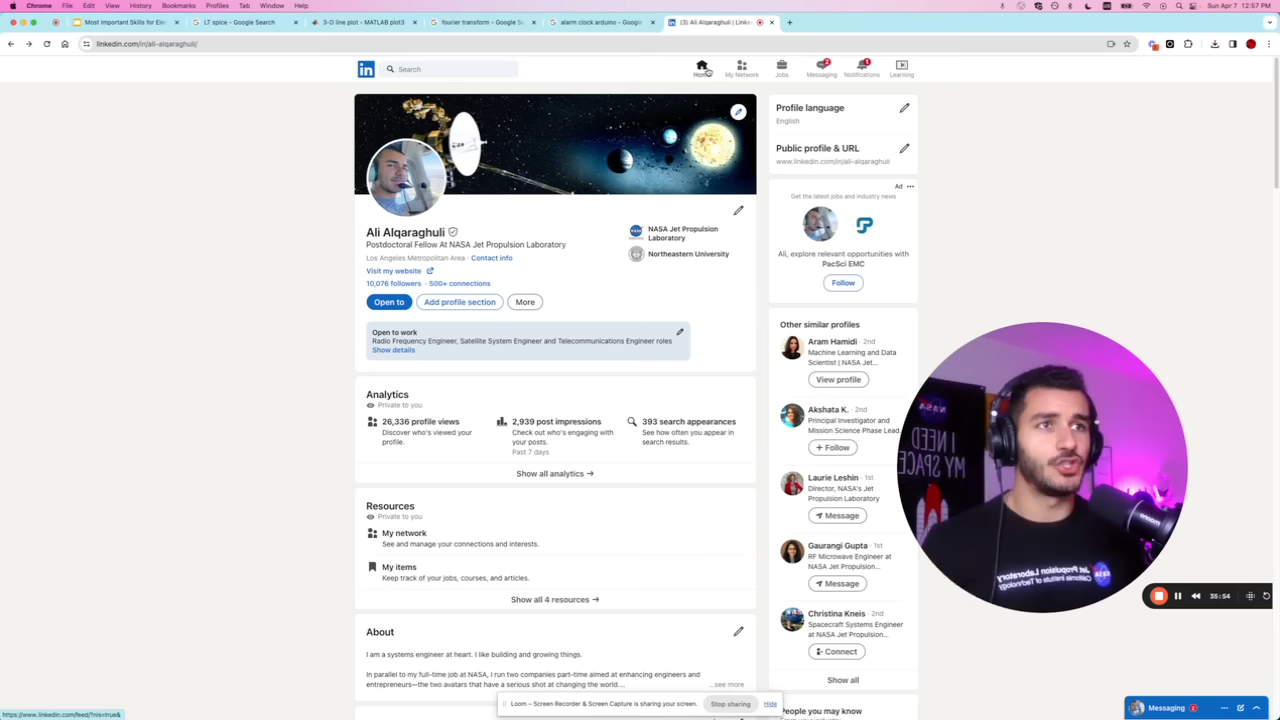 Chrome File Edit View History Bookmarks Profiles Tab Window Help
Sun Apr 7 12:57 PM
Most important Skills for Ele
LT spice - Google Search
3-D line plot - MATLAB plot3
fourier transform - Google S
alarm clock arduino - Google
(3) Ali Alqaraghuli | Linke
linkedin.com/in/ali-alqaraghuli/
in
Search
Home
My Network
Jobs
2
Messaging
1
Notifications
Learning
Ali Alqaraghuli
Postdoctoral Fellow At NASA Jet Propulsion Laboratory
Los Angeles Metropolitan Area · Contact info
Visit my website
10,076 followers · 500+ connections
NASA Jet Propulsion
Laboratory
Northeastern University
Open to
Add profile section
More
Open to work
Radio Frequency Engineer, Satellite System Engineer and Telecommunications Engineer roles
Show details
Analytics
Private to you
26,336 profile views
Discover who's viewed your
profile.
2,939 post impressions
Check out who's engaging with
your posts.
Past 7 days
393 search appearances
See how often you appear in
search results.
Show all analytics →
Resources
Private to you
My network
See and manage your connections and interests.
My items
Keep track of your jobs, courses, and articles.
Show all 4 resources →
About
I am a systems engineer at heart. I like building and growing things.
In parallel to my full-time job at NASA, I run two companies part-time aimed at enhancing engineers and
entrepreneurs—the two avatars that have a serious shot at changing the world....
...see more
Profile language
English
Public profile & URL
www.linkedin.com/in/ali-alqaraghuli
Ad ···
Get the latest jobs and industry news
Ali, explore relevant opportunities with
PacSci EMC
Follow
Other similar profiles
Aram Hamidi · 2nd
Machine Learning and Data
Scientist | NASA Jet...
View profile
Akshata K. · 2nd
Principal Investigator and
Mission Science Phase Lead
+ Follow
Laurie Leshin · 1st
Director, NASA's Jet
Propulsion Laboratory
Message
Gaurangi Gupta · 1st
RF Microwave Engineer at
NASA Jet Propulsion...
Message
Christina Kneis · 2nd
Spacecraft Systems Engineer
at NASA Jet Propulsion...
Connect
Show all
People you may know
I NEED
MY SPACE
Jet Propulsion Laboratory
California Institute of Technology
35:54
Loom – Screen Recorder & Screen Capture is sharing your screen.
Stop sharing
Hide
Messaging 2
https://www.linkedin.com/feed/?nis=true&